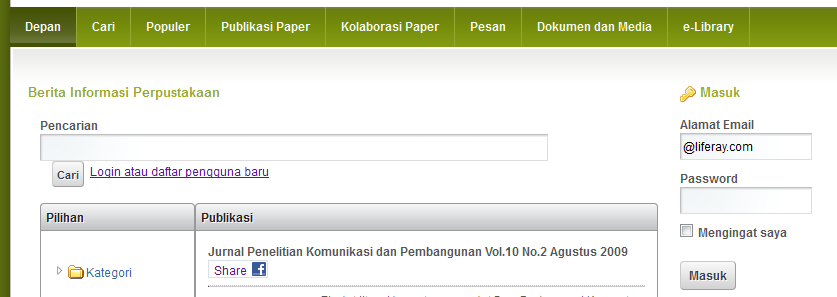 Depan Cari Populer Publikasi Paper Kolaborasi Paper Pesan Dokumen dan Media e-Library
Berita Informasi Perpustakaan
Pencarian
Cari Login atau daftar pengguna baru
Pilihan
Kategori
Publikasi
Jurnal Penelitian Komunikasi dan Pembangunan Vol.10 No.2 Agustus 2009
Share
Masuk
Alamat Email
@liferay.com
Password
Mengingat saya
Masuk